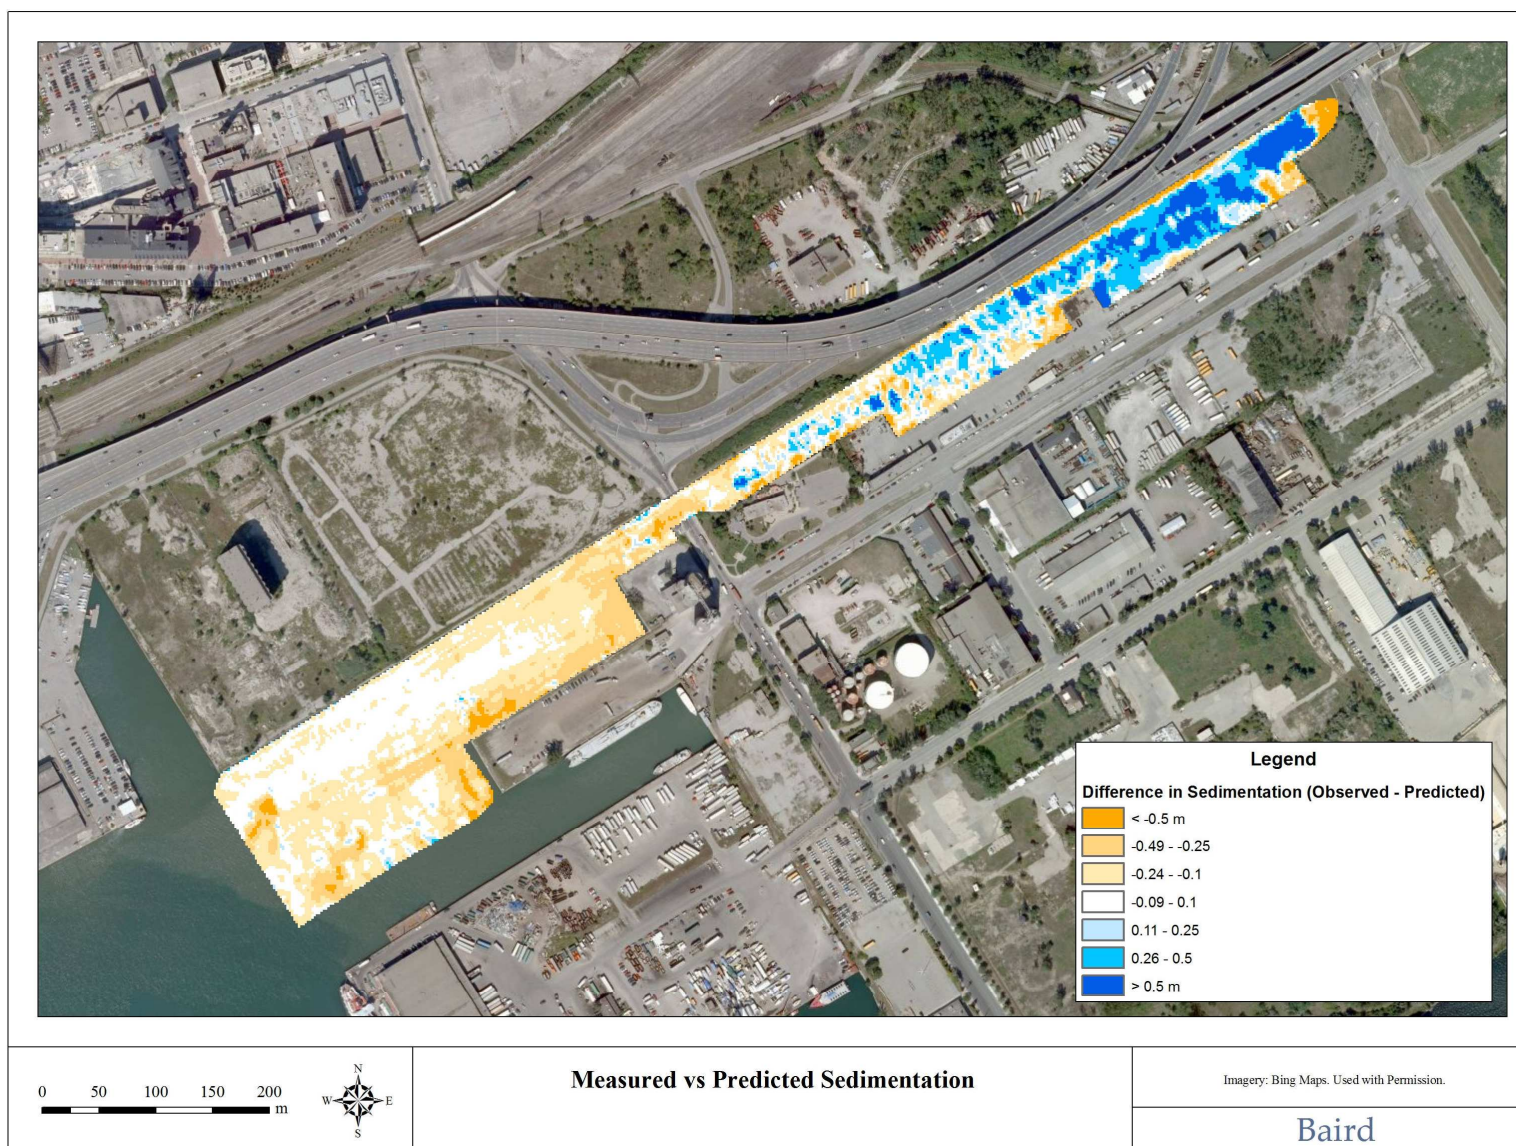 Legend
Difference in Sedimentation (Observed - Predicted)
< -0.5 m
-0.49 - -0.25
-0.24 - -0.1
-0.09 - 0.1
0.11 - 0.25
0.26 - 0.5
> 0.5 m
0 50 100 150 200
m
N
W E
S
Measured vs Predicted Sedimentation
Imagery: Bing Maps. Used with Permission.
Baird